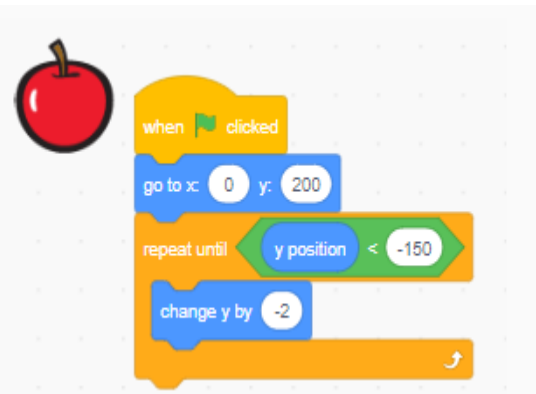 when clicked
go to x: 0 y: 200
repeat until y position < -150
change y by -2